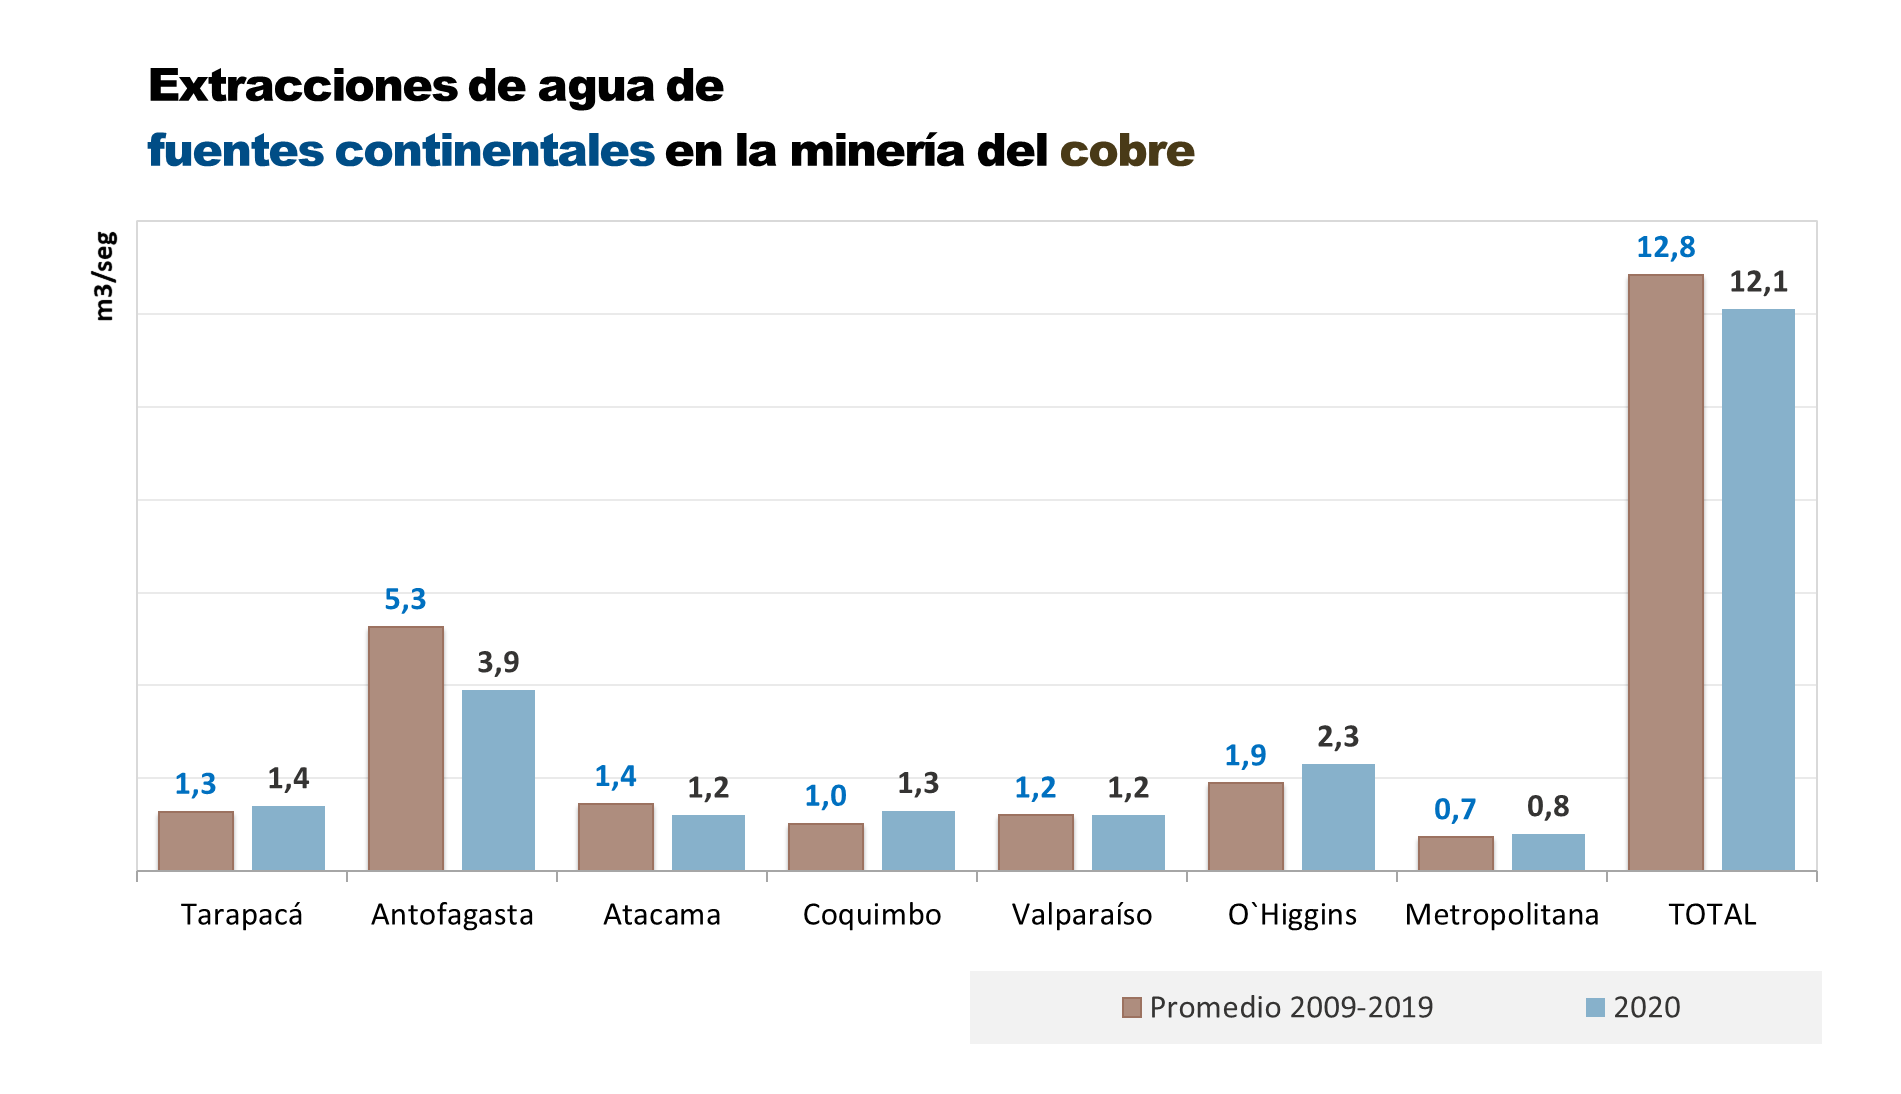 Extracciones de agua de
fuentes continentales en la minería del cobre
m3/seg
12,8
12,1
5,3
3,9
1,3
1,4
1,4
1,2
1,0
1,3
1,2
1,2
1,9
2,3
0,7
0,8
Tarapacá
Antofagasta
Atacama
Coquimbo
Valparaíso
O`Higgins
Metropolitana
TOTAL
Promedio 2009-2019
2020